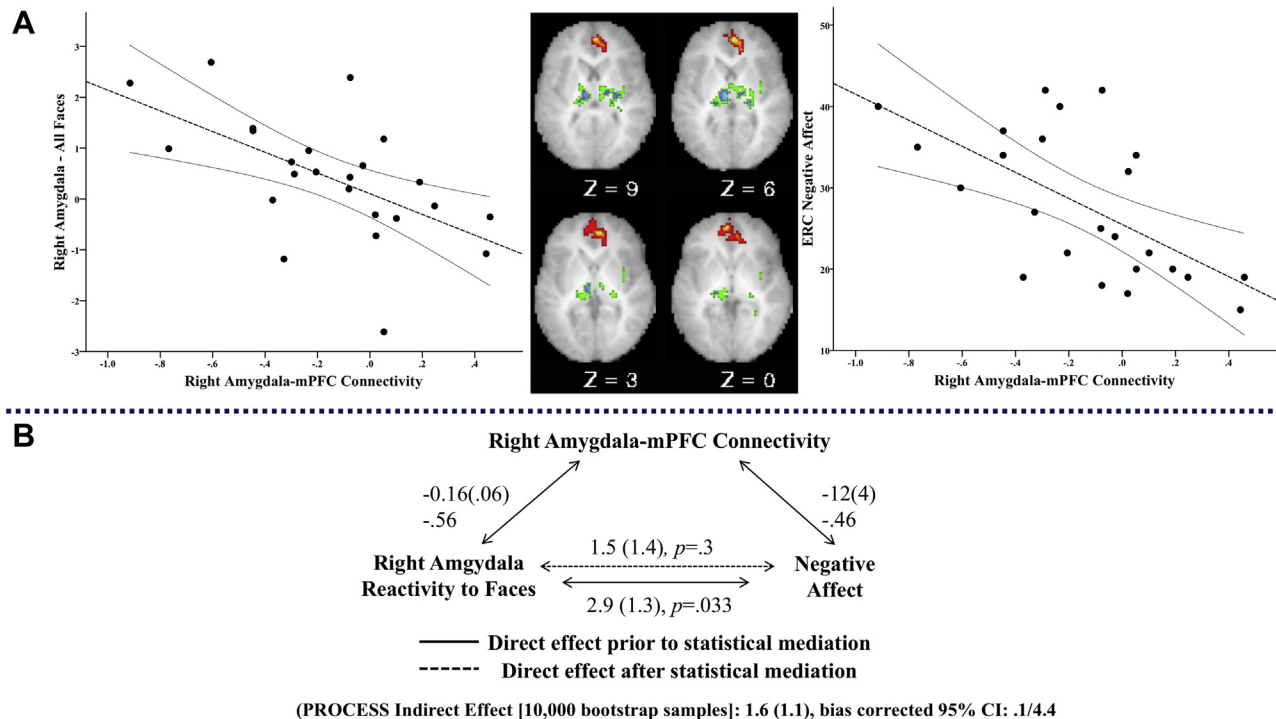 A
Right Amygdala - All Faces
3
2
1
0
-1
-2
-3
-1.0
-.8
-.6
-.4
-.2
.0
.2
.4
Right Amygdala-mPFC Connectivity
Z = 9
Z = 6
Z = 3
Z = 0
ERC Negative Affect
50
40
30
20
10
-1.0
-.8
-.6
-.4
-.2
.0
.2
.4
Right Amygdala-mPFC Connectivity
B
Right Amygdala-mPFC Connectivity
-0.16(.06)
-.56
-12(4)
-.46
1.5 (1.4), p=.3
Right Amgydala
Reactivity to Faces
Negative
Affect
2.9 (1.3), p=.033
Direct effect prior to statistical mediation
Direct effect after statistical mediation
(PROCESS Indirect Effect [10,000 bootstrap samples]: 1.6 (1.1), bias corrected 95% CI: .1/4.4